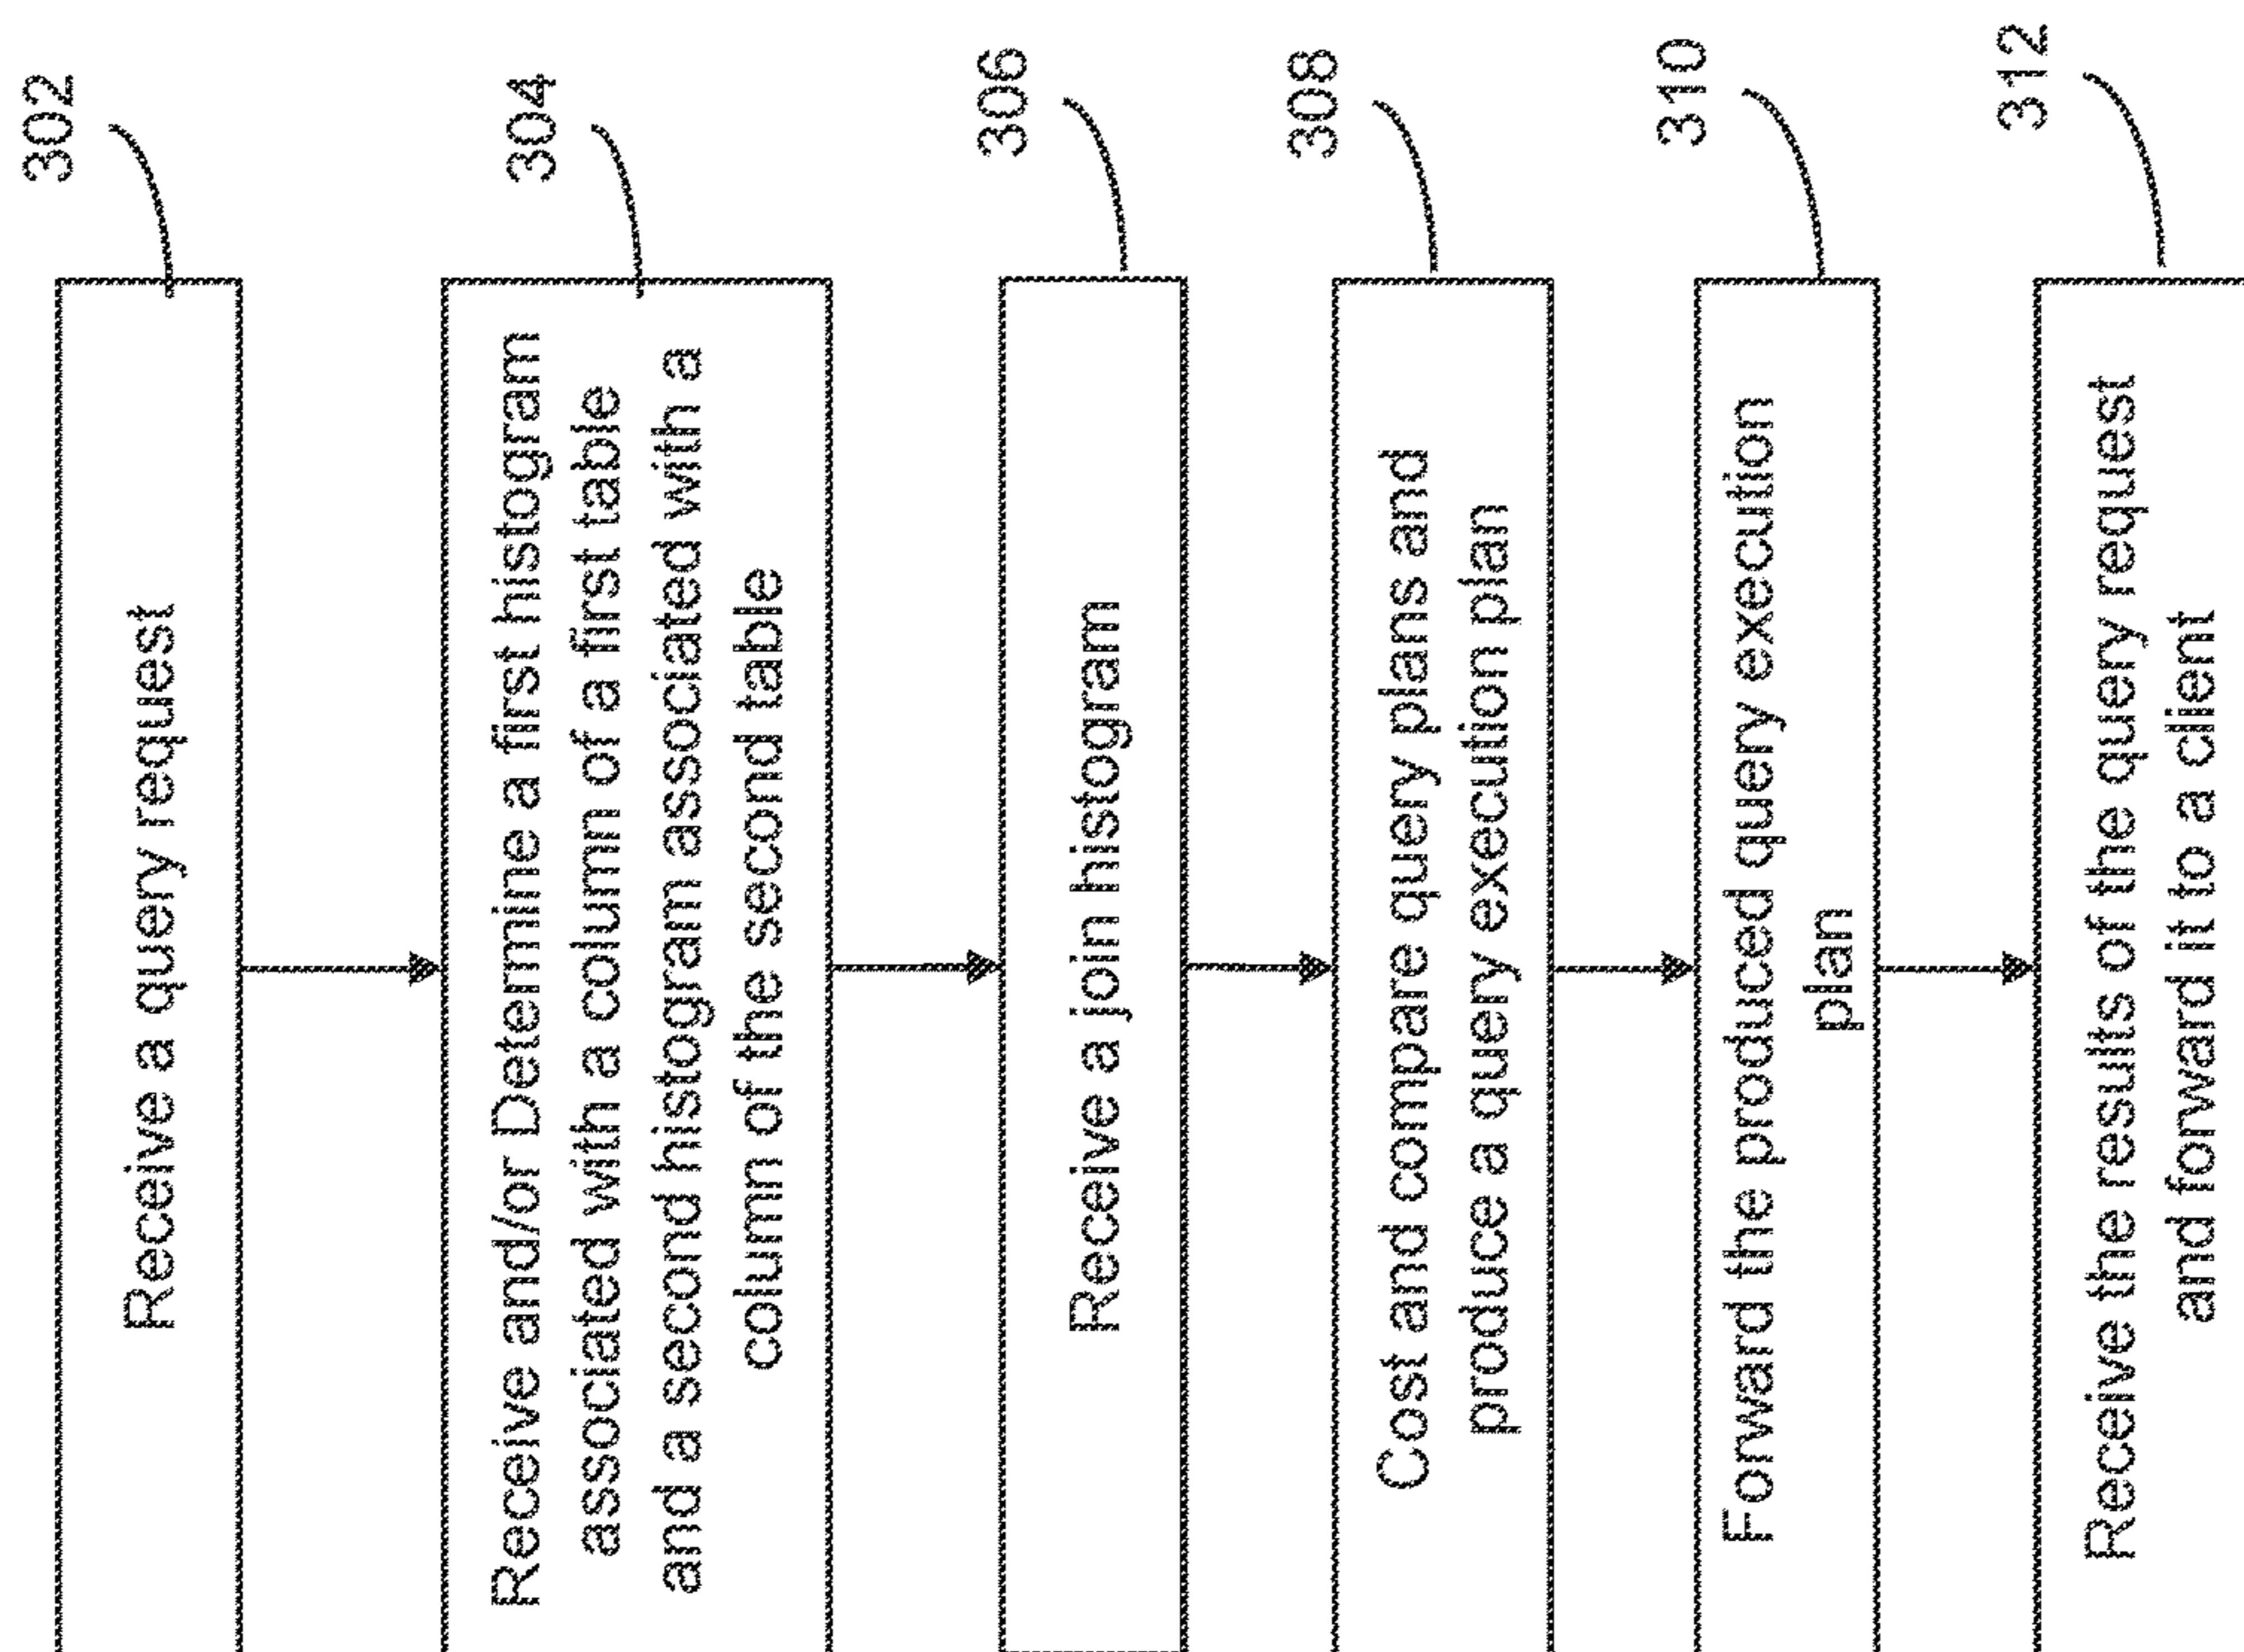 302
Receive a query request
304
Receive and/or Determine a first histogram
associated with a column of a first table
and a second histogram associated with a
column of the second table
306
Receive a join histogram
308
Cost and compare query plans and
produce a query execution plan
310
Forward the produced query execution
plan
312
Receive the results of the query request
and forward it to a client